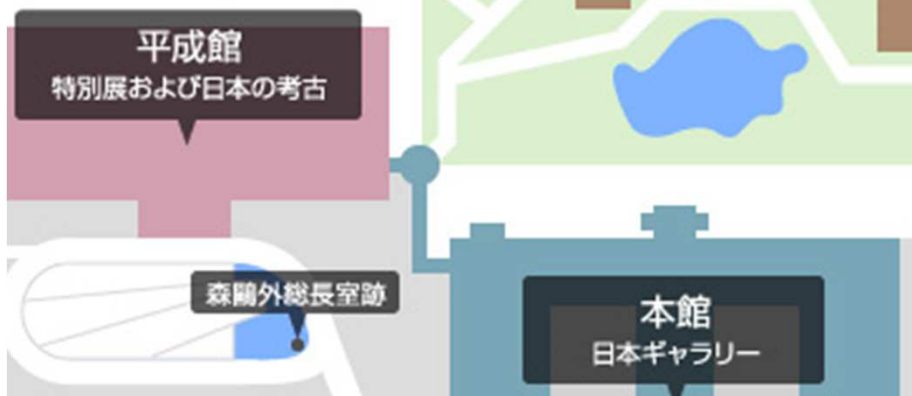 平成館
特別展および日本の考古
森鷗外総長室跡
本館
日本ギャラリー